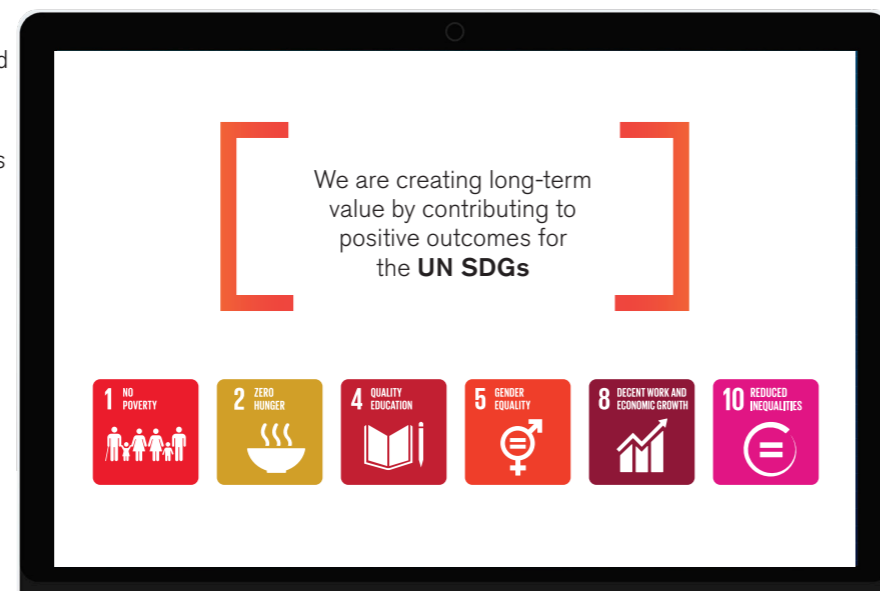 d
s
We are creating long-term
value by contributing to
positive outcomes for
the UN SDGs
1 NO
POVERTY
2 ZERO
HUNGER
4 QUALITY
EDUCATION
5 GENDER
EQUALITY
8 DECENT WORK AND
ECONOMIC GROWTH
10 REDUCED
INEQUALITIES